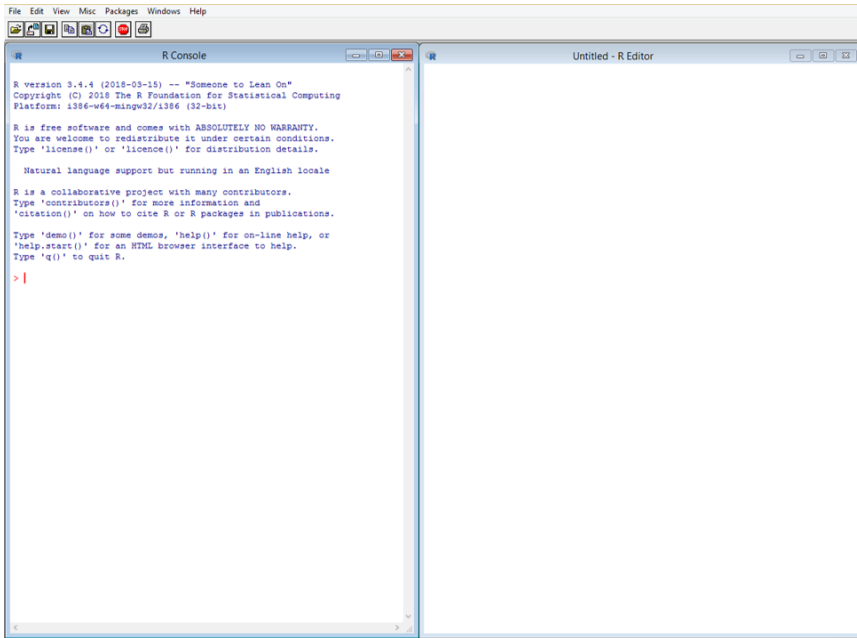 File Edit View Misc Packages Windows Help
STOP
R Console
R version 3.4.4 (2018-03-15) -- "Someone to Lean On"
Copyright (C) 2018 The R Foundation for Statistical Computing
Platform: i386-w64-mingw32/i386 (32-bit)
R is free software and comes with ABSOLUTELY NO WARRANTY.
You are welcome to redistribute it under certain conditions.
Type 'license()' or 'licence()' for distribution details.
Natural language support but running in an English locale
R is a collaborative project with many contributors.
Type 'contributors()' for more information and
'citation()' on how to cite R or R packages in publications.
Type 'demo()' for some demos, 'help()' for on-line help, or
'help.start()' for an HTML browser interface to help.
Type 'q()' to quit R.
>
Untitled - R Editor